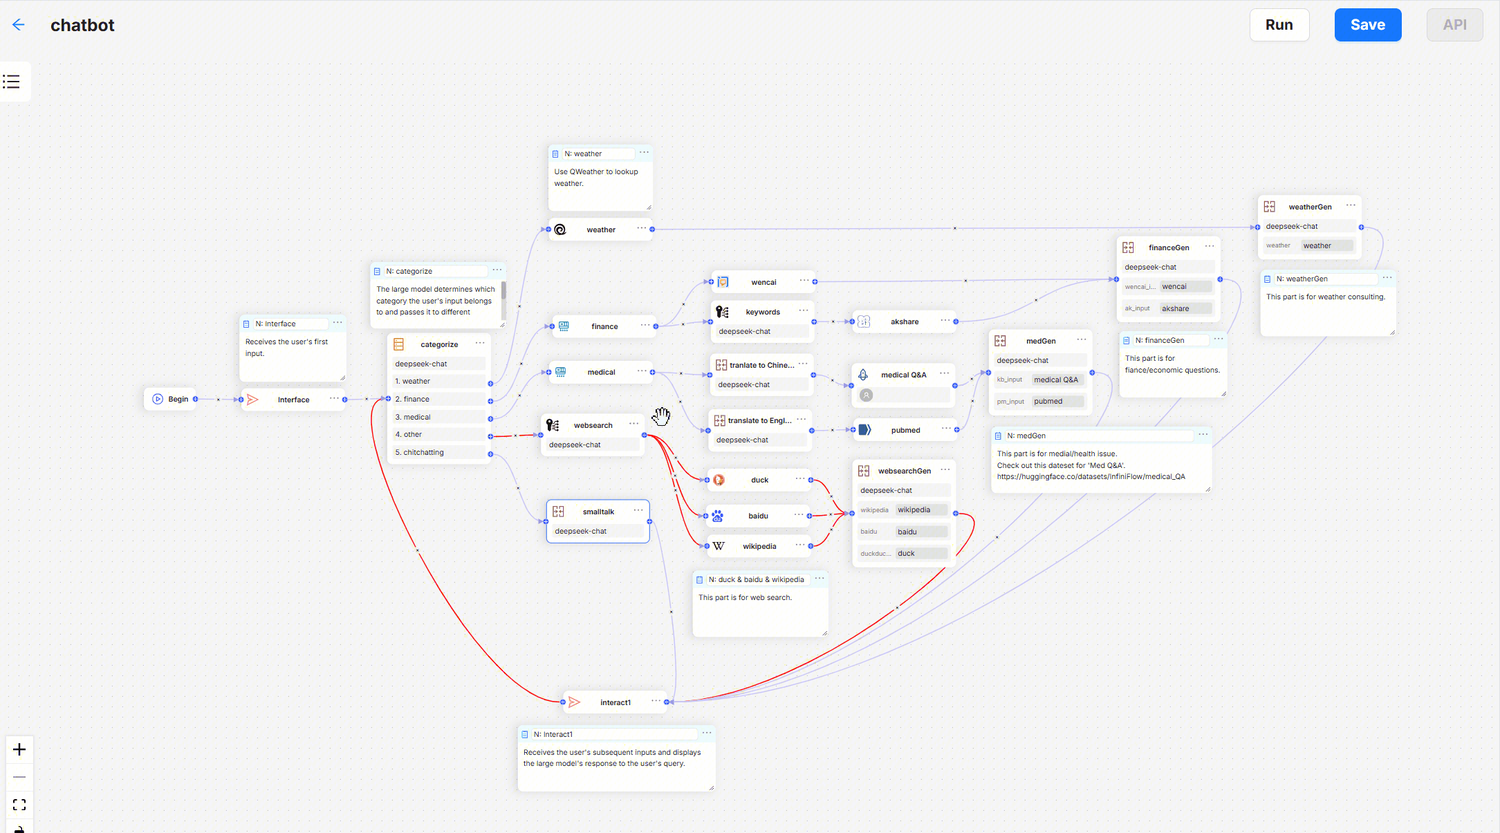 chatbot
Run
Save
API
N: weather
Use QWeather to lookup
weather.
weather
weatherGen
deepseek-chat
weather
weather
N: weatherGen
This part is for weather consulting.
financeGen
deepseek-chat
wencai_i...
wencai
ak_input
akshare
N: financeGen
This part is for
fiance/economic questions.
N: categorize
The large model determines which
category the user's input belongs
to and passes it to different
categorize
deepseek-chat
1. weather
2. finance
3. medical
4. other
5. chitchatting
N: Interface
Receives the user's first
input.
Begin
Interface
finance
medical
websearch
deepseek-chat
smalltalk
deepseek-chat
wencai
keywords
deepseek-chat
akshare
tranlate to Chine...
deepseek-chat
medical Q&A
translate to Engl...
deepseek-chat
pubmed
medGen
deepseek-chat
kb_input
medical Q&A
pm_input
pubmed
N: medGen
This part is for medial/health issue.
Check out this dateset for 'Med Q&A'.
https://huggingface.co/datasets/InfiniFlow/medical_QA
duck
baidu
wikipedia
websearchGen
deepseek-chat
wikipedia
wikipedia
baidu
baidu
duckduc...
duck
N: duck & baidu & wikipedia
This part is for web search.
interact1
N: Interact1
Receives the user's subsequent inputs and displays
the large model's response to the user's query.